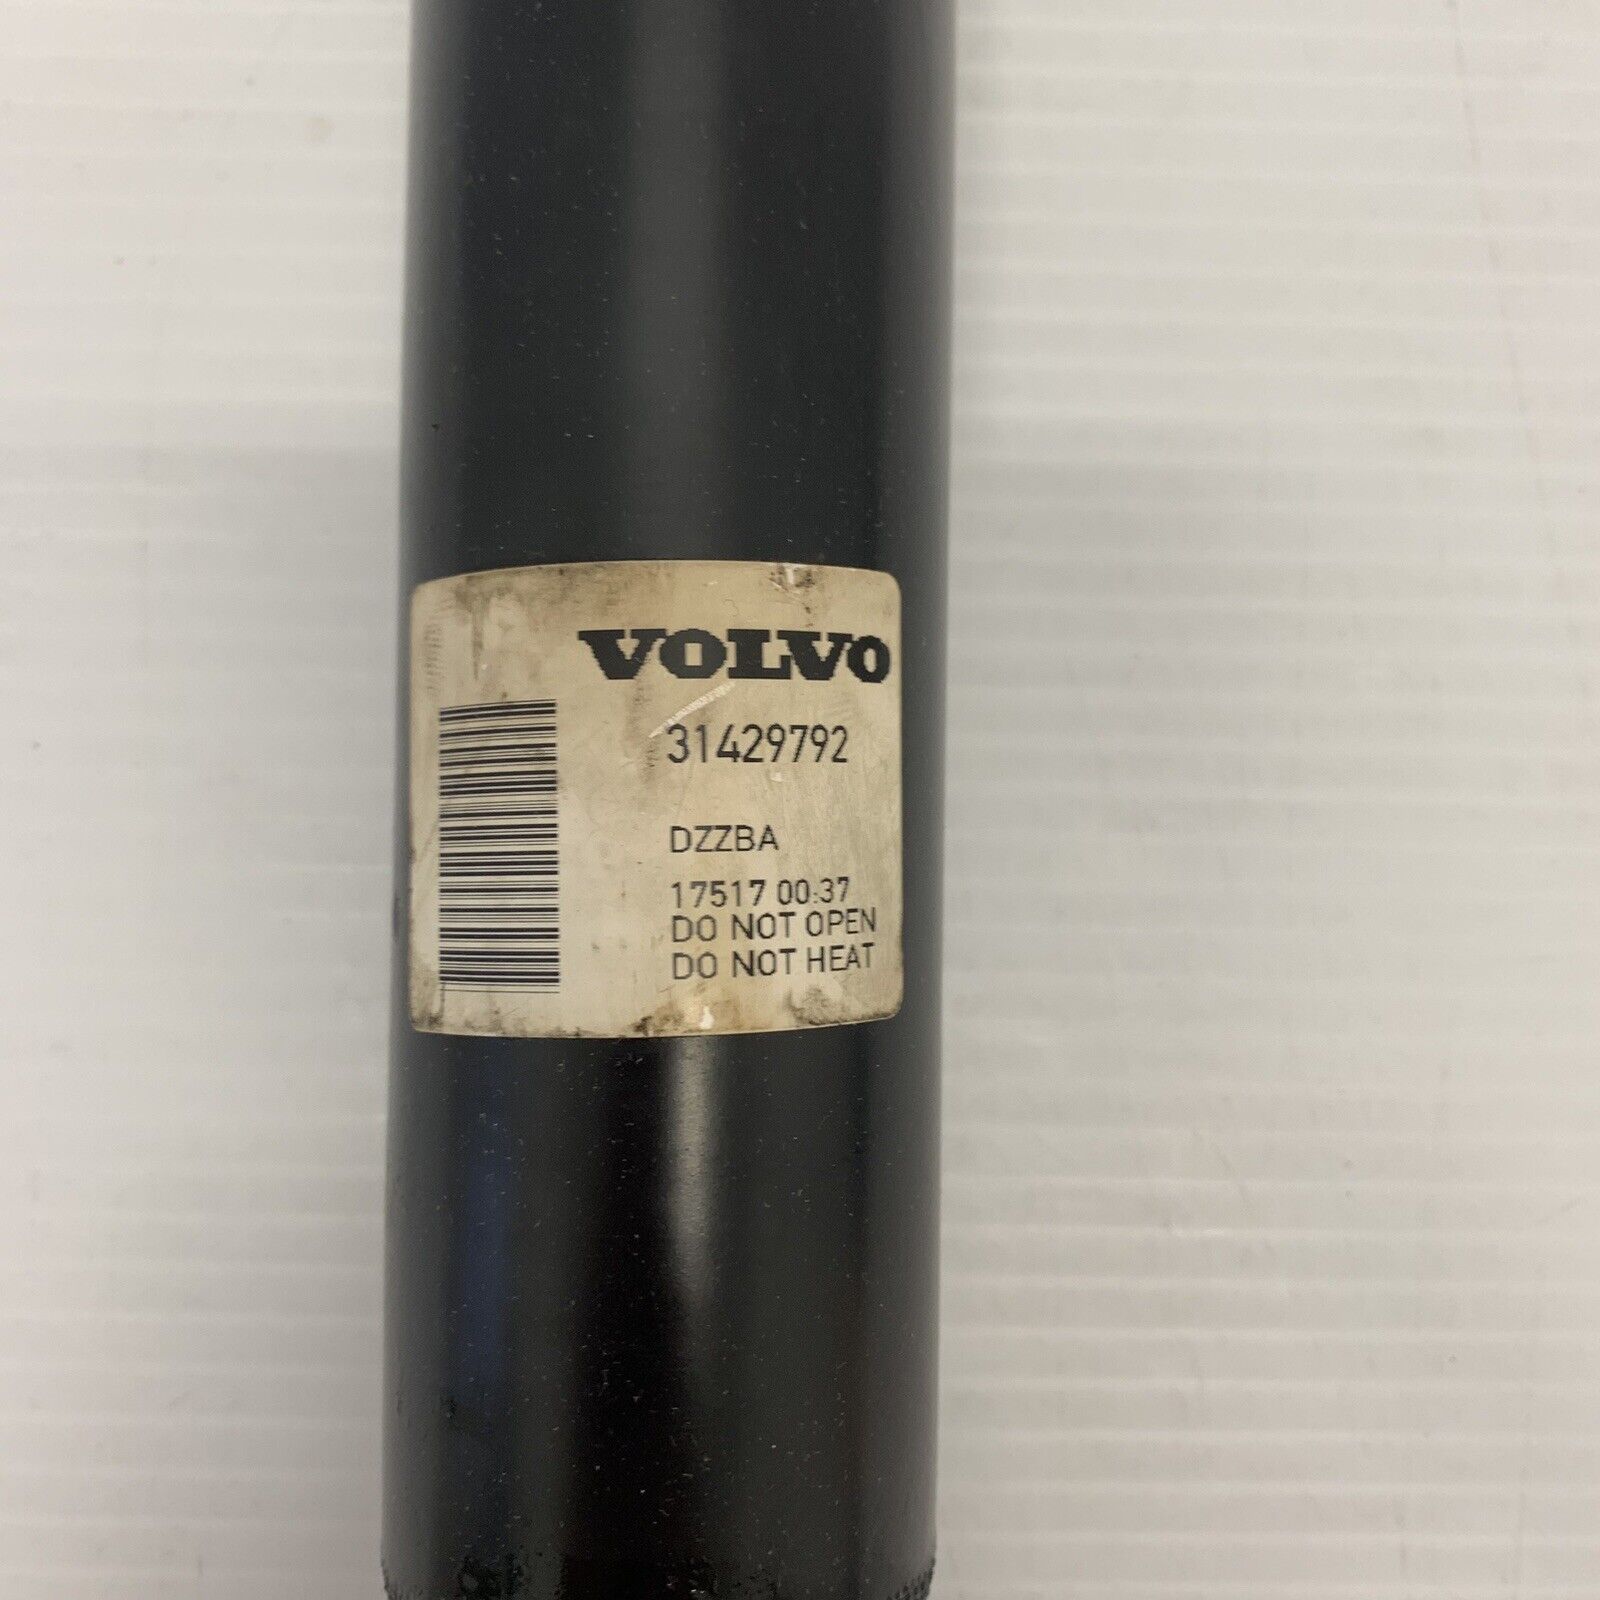 VOLVO
31429792
DZZBA
17517 00:37
DO NOT OPEN
DO NOT HEAT